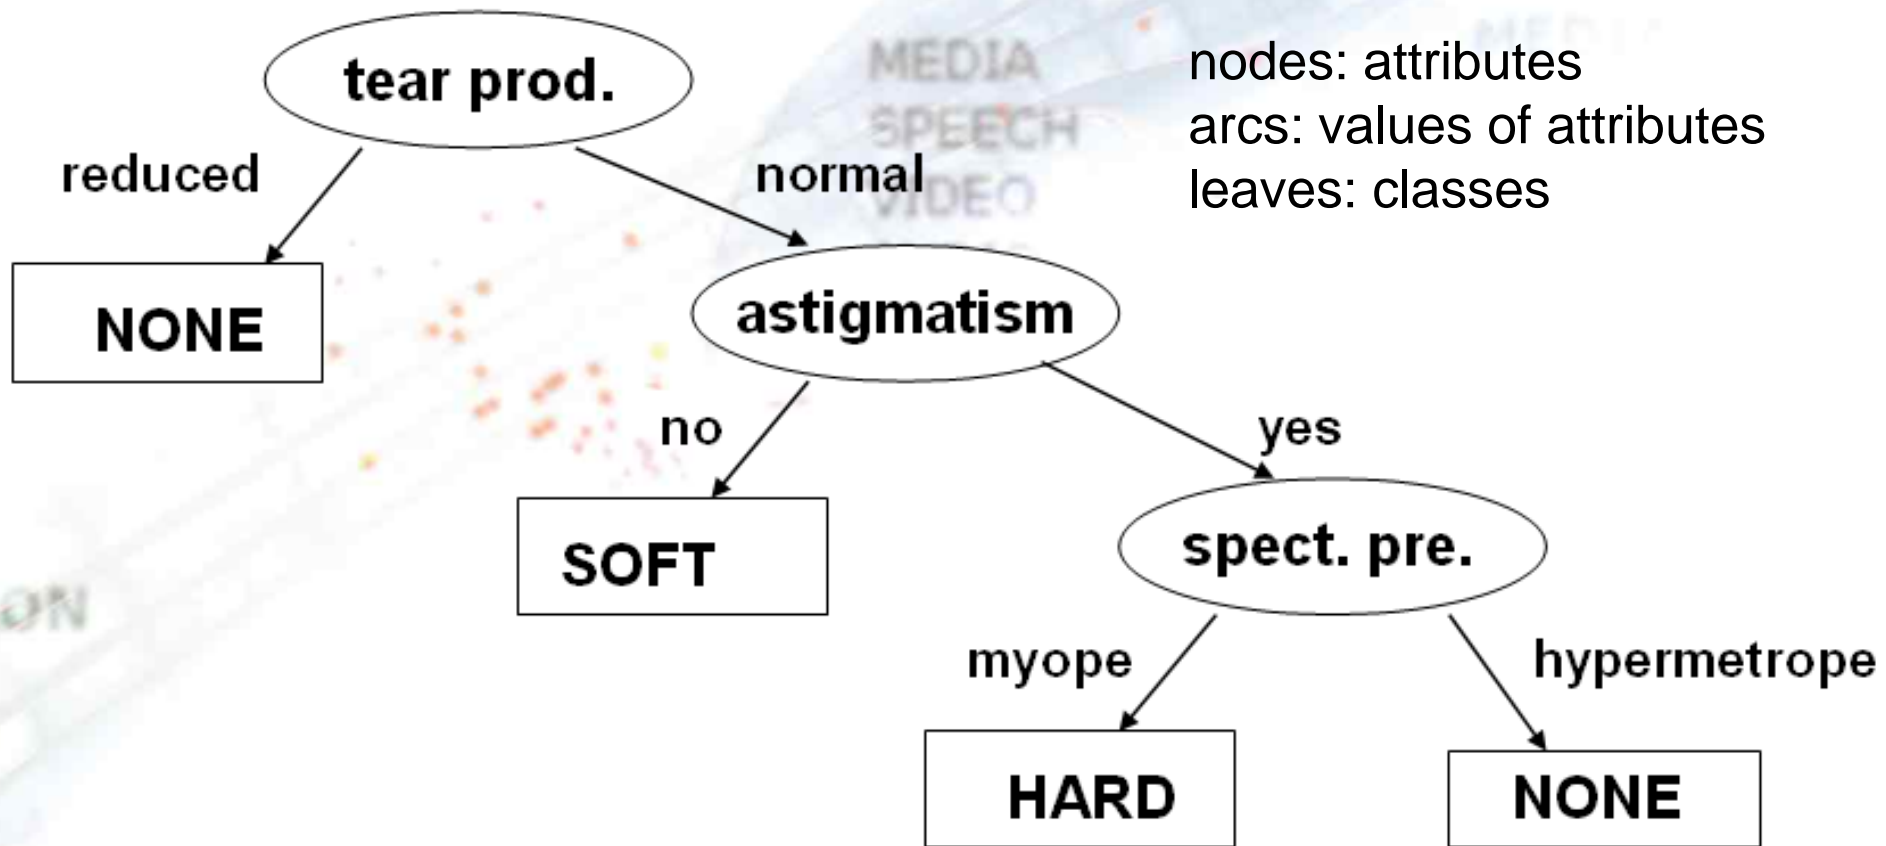 tear prod.
MEDIA
SPEECH
VIDEO
nodes: attributes
arcs: values of attributes
leaves: classes
reduced
normal
NONE
astigmatism
no
yes
SOFT
spect. pre.
myope
hypermetrope
HARD
NONE